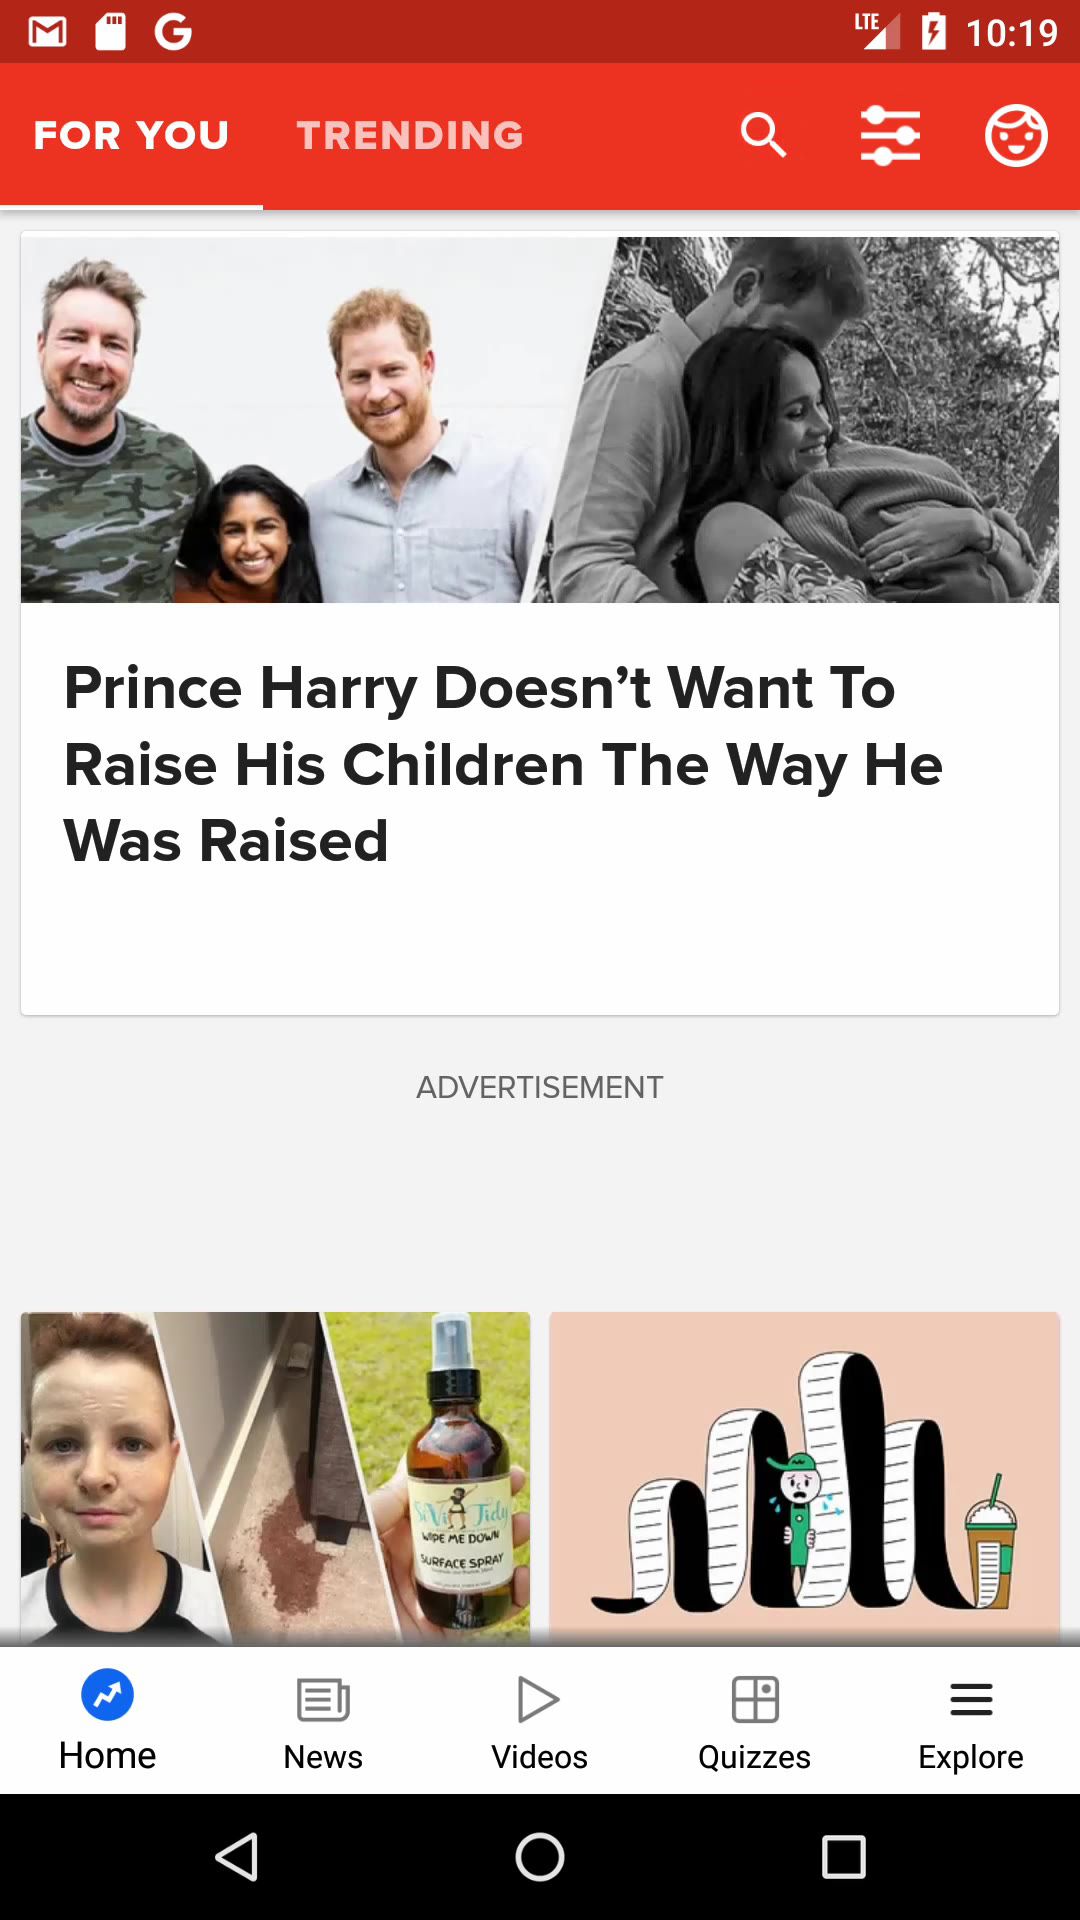 LTE 10:19
FOR YOU TRENDING
Prince Harry Doesn’t Want To
Raise His Children The Way He
Was Raised
ADVERTISEMENT
SiVi Tidy
WIPE ME DOWN
SURFACE SPRAY
Home News Videos Quizzes Explore